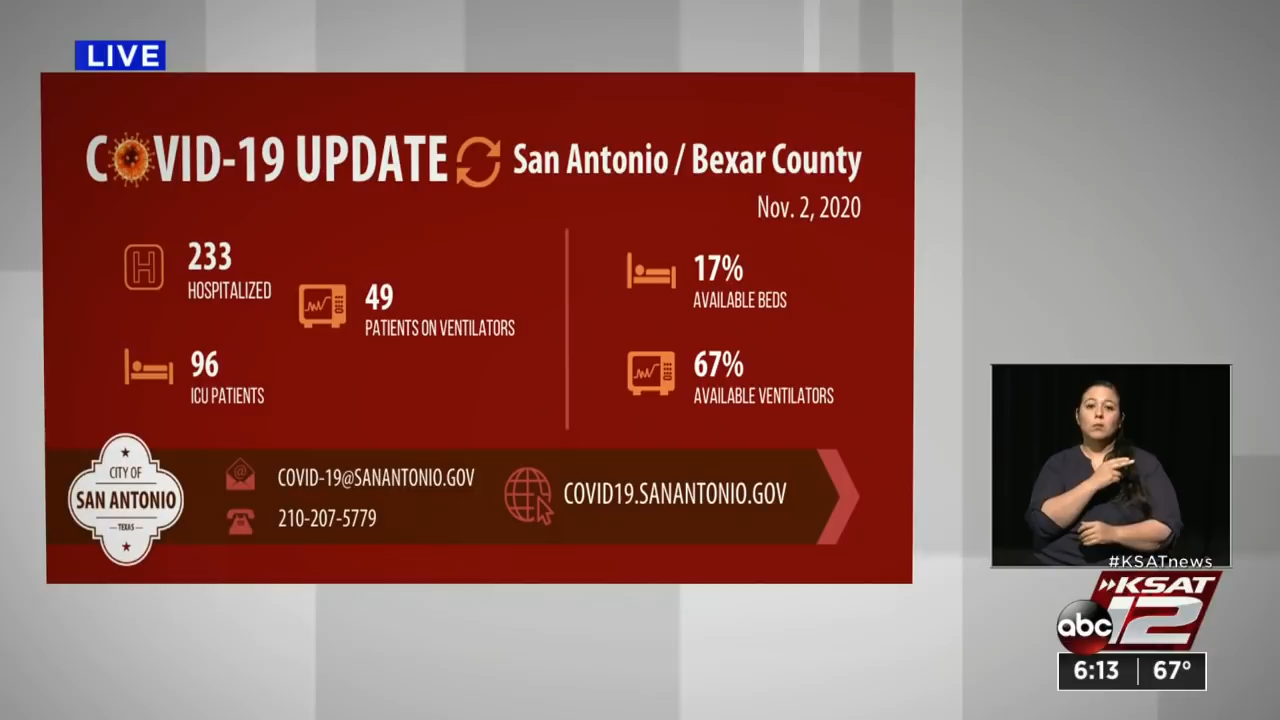 LIVE
COVID-19 UPDATE
San Antonio / Bexar County
Nov. 2, 2020
233
HOSPITALIZED
49
PATIENTS ON VENTILATORS
96
ICU PATIENTS
17%
AVAILABLE BEDS
67%
AVAILABLE VENTILATORS
CITY OF
SAN ANTONIO
TEXAS
@
COVID-19@SANANTONIO.GOV
210-207-5779
COVID19.SANANTONIO.GOV
#KSATnews
KSAT
abc 12
6:13 67°